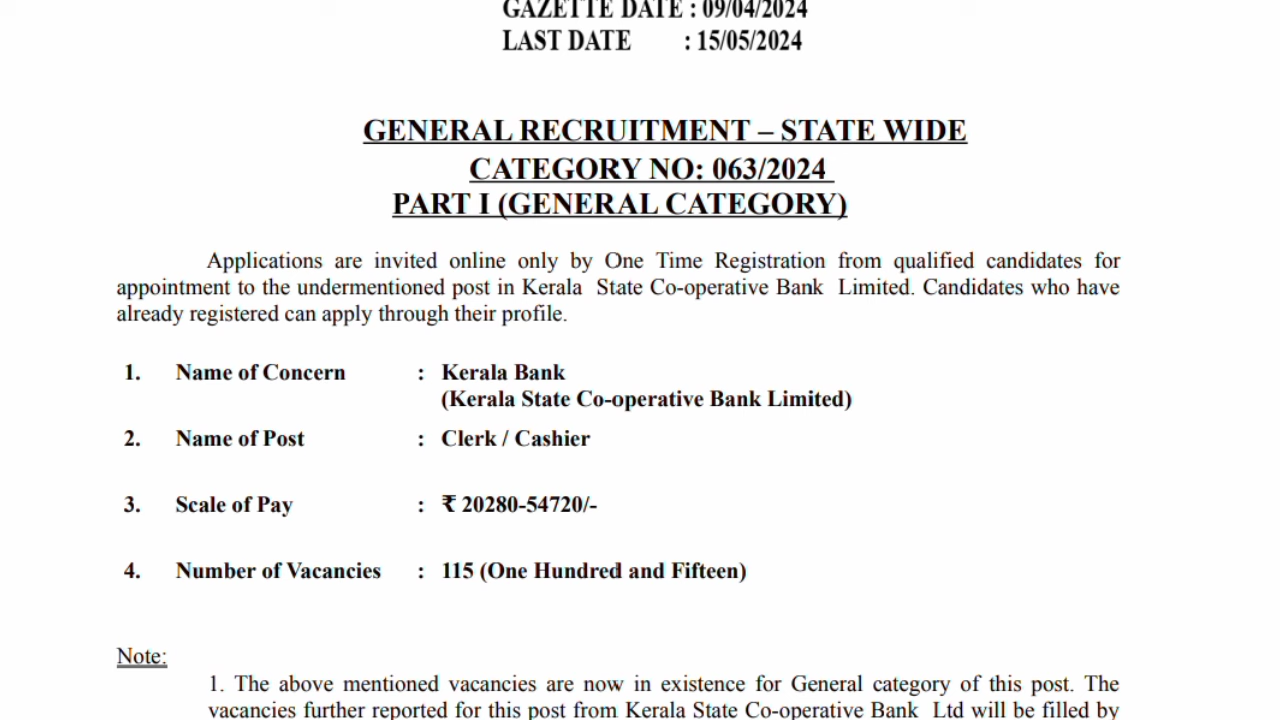 GAZETTE DATE : 09/04/2024
LAST DATE : 15/05/2024
GENERAL RECRUITMENT – STATE WIDE
CATEGORY NO: 063/2024
PART I (GENERAL CATEGORY)
Applications are invited online only by One Time Registration from qualified candidates for
appointment to the undermentioned post in Kerala State Co-operative Bank Limited. Candidates who have
already registered can apply through their profile.
1. Name of Concern : Kerala Bank
(Kerala State Co-operative Bank Limited)
2. Name of Post : Clerk / Cashier
3. Scale of Pay : ₹ 20280-54720/-
4. Number of Vacancies : 115 (One Hundred and Fifteen)
Note:
1. The above mentioned vacancies are now in existence for General category of this post. The
vacancies further reported for this post from Kerala State Co-operative Bank Ltd will be filled by